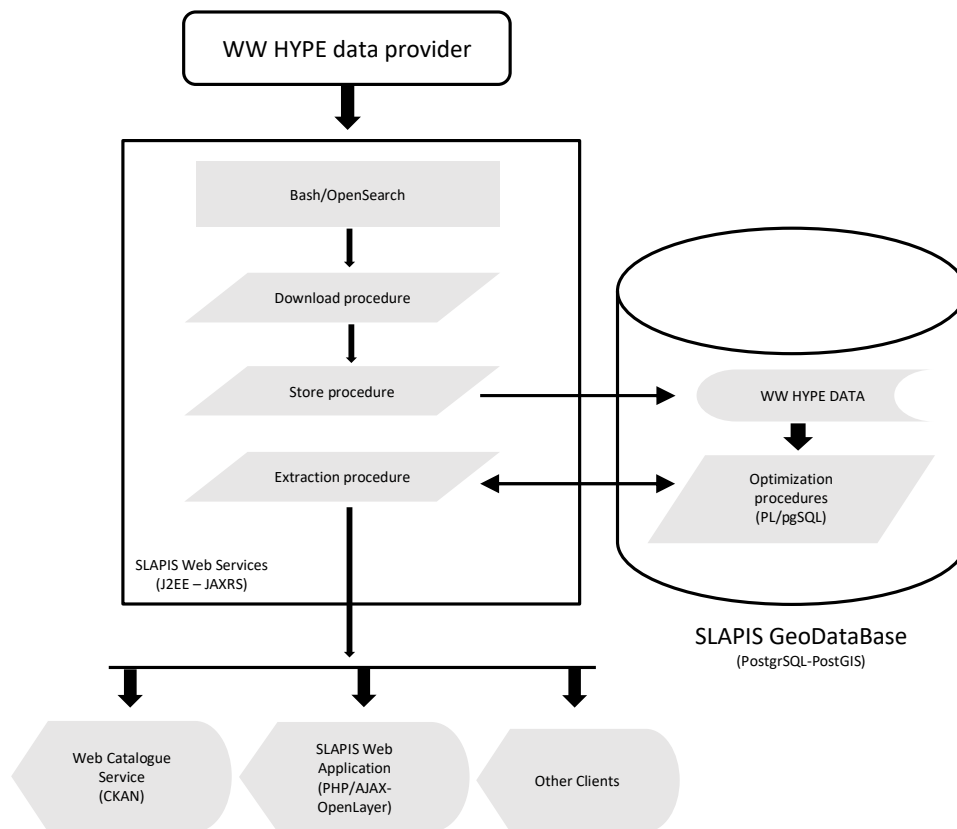 WW HYPE data provider
Bash/OpenSearch
Download procedure
Store procedure
WW HYPE DATA
Extraction procedure
Optimization
procedures
(PL/pgSQL)
SLAPIS Web Services
(J2EE – JAXRS)
SLAPIS GeoDataBase
(PostgrSQL-PostGIS)
Web Catalogue
Service
(CKAN)
SLAPIS Web
Application
(PHP/AJAX-
OpenLayer)
Other Clients